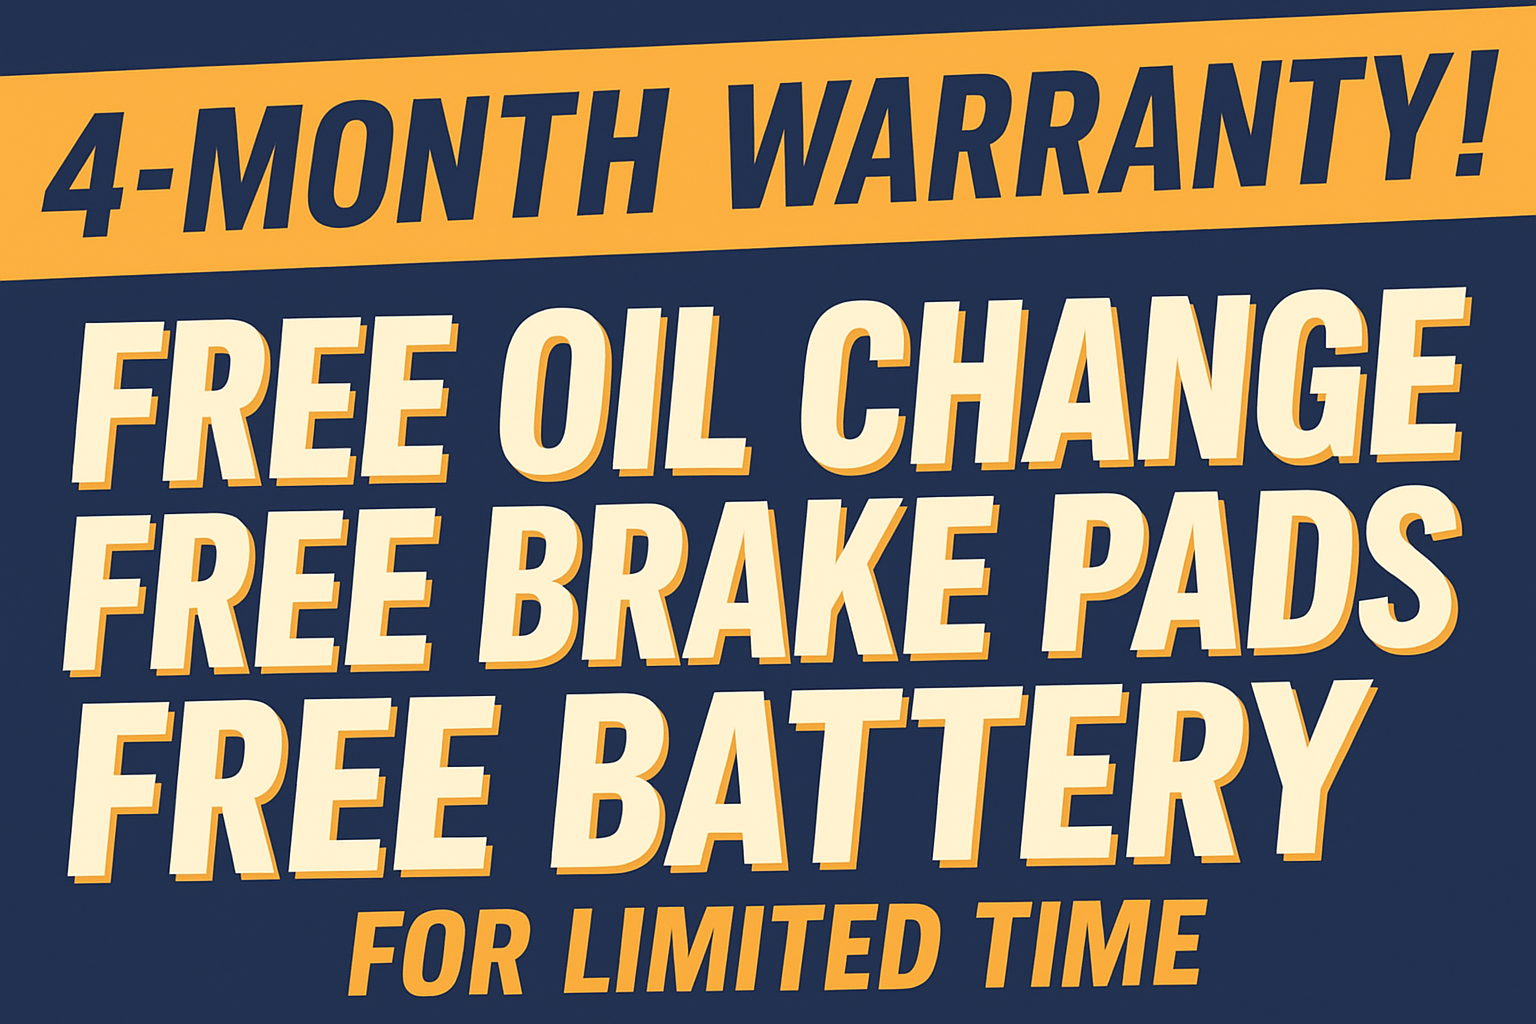 4-MONTH WARRANTY!
FREE OIL CHANGE
FREE BRAKE PADS
FREE BATTERY
FOR LIMITED TIME